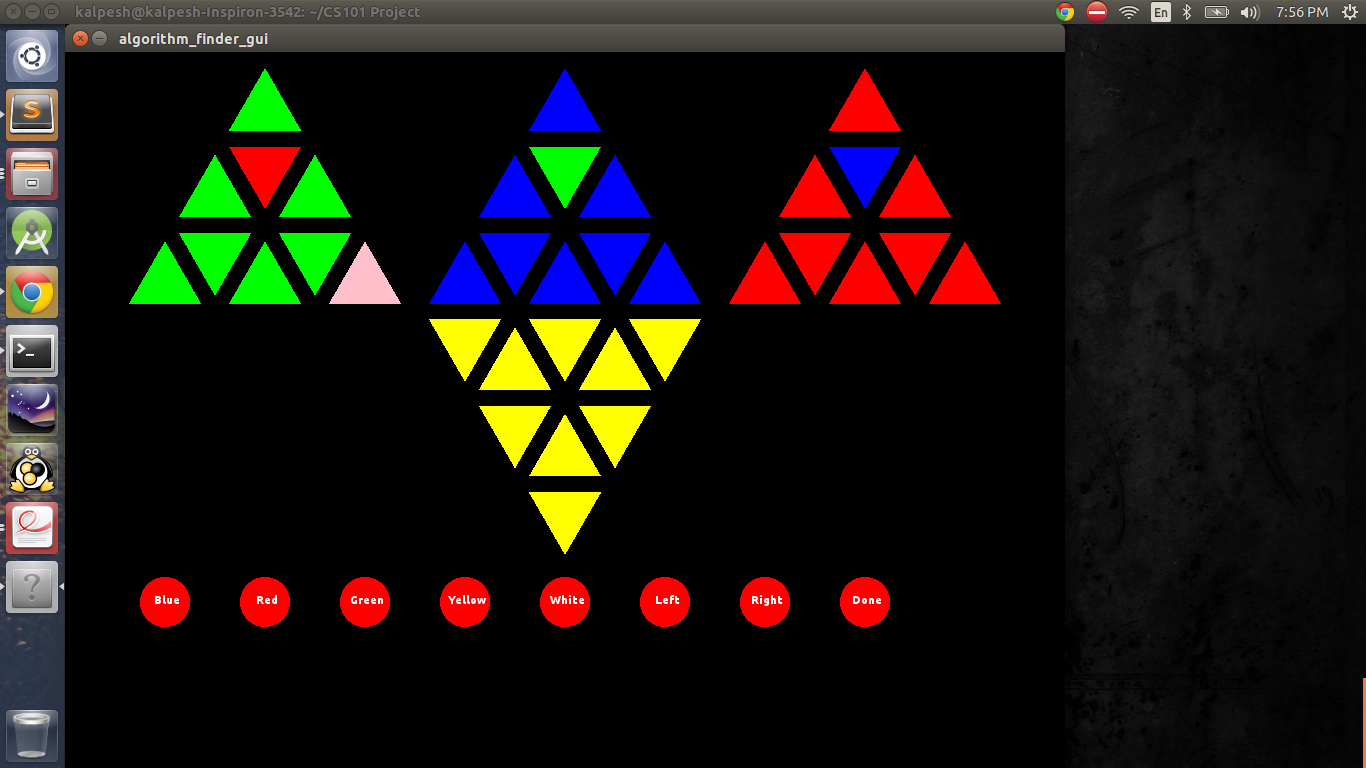 kalpesh@kalpesh-Inspiron-3542: ~/CS101 Project
En
7:56 PM
algorithm_finder_gui
Blue Red Green Yellow White Left Right Done